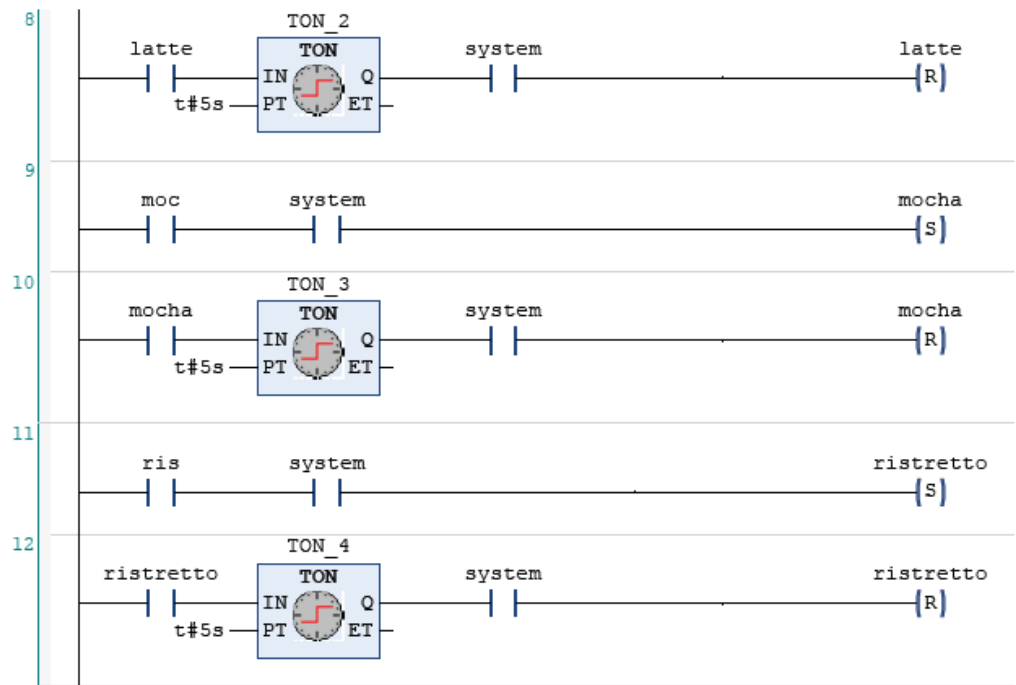 8
TON_2
latte TON system latte
IN Q R
t#5s PT ET
9
moc system mocha
S
10
TON_3
mocha TON system mocha
IN Q R
t#5s PT ET
11
ris system ristretto
S
12
TON_4
ristretto TON system ristretto
IN Q R
t#5s PT ET